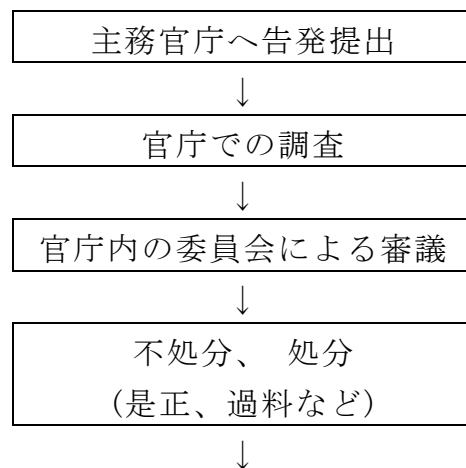 主務官庁へ告発提出
↓
官庁での調査
↓
官庁内の委員会による審議
↓
不処分、 処分
(是正、過料など)
↓